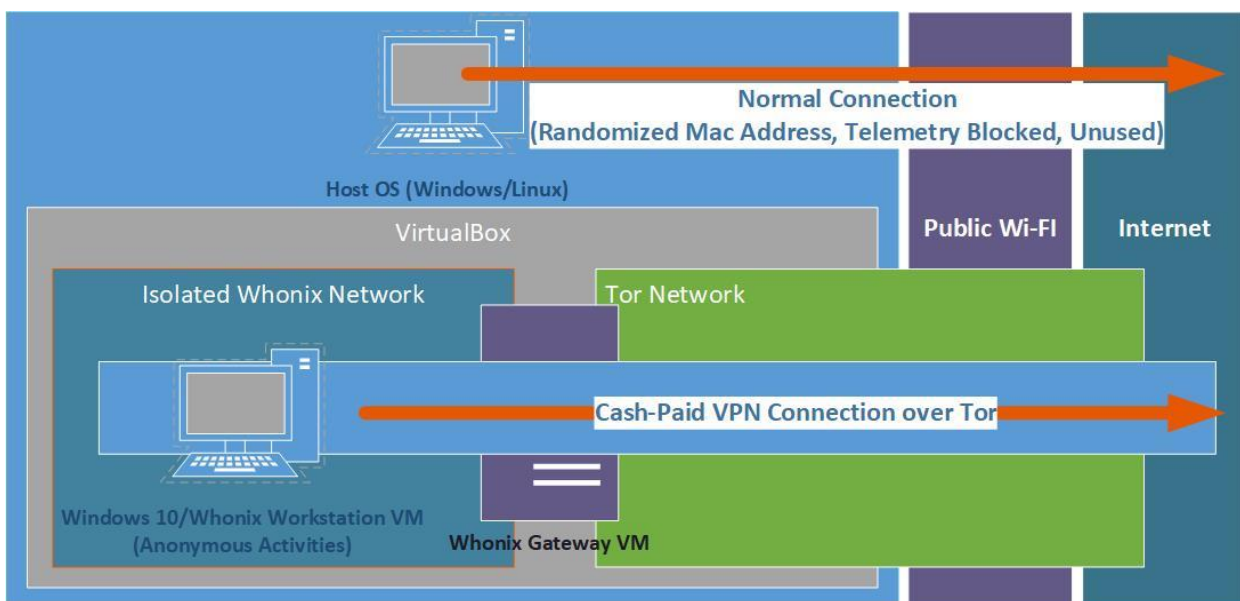 Normal Connection
(Randomized Mac Address, Telemetry Blocked, Unused)
Host OS (Windows/Linux)
VirtualBox
Public Wi-FI
Internet
Isolated Whonix Network
Tor Network
Cash-Paid VPN Connection over Tor
Windows 10/Whonix Workstation VM
(Anonymous Activities)
Whonix Gateway VM